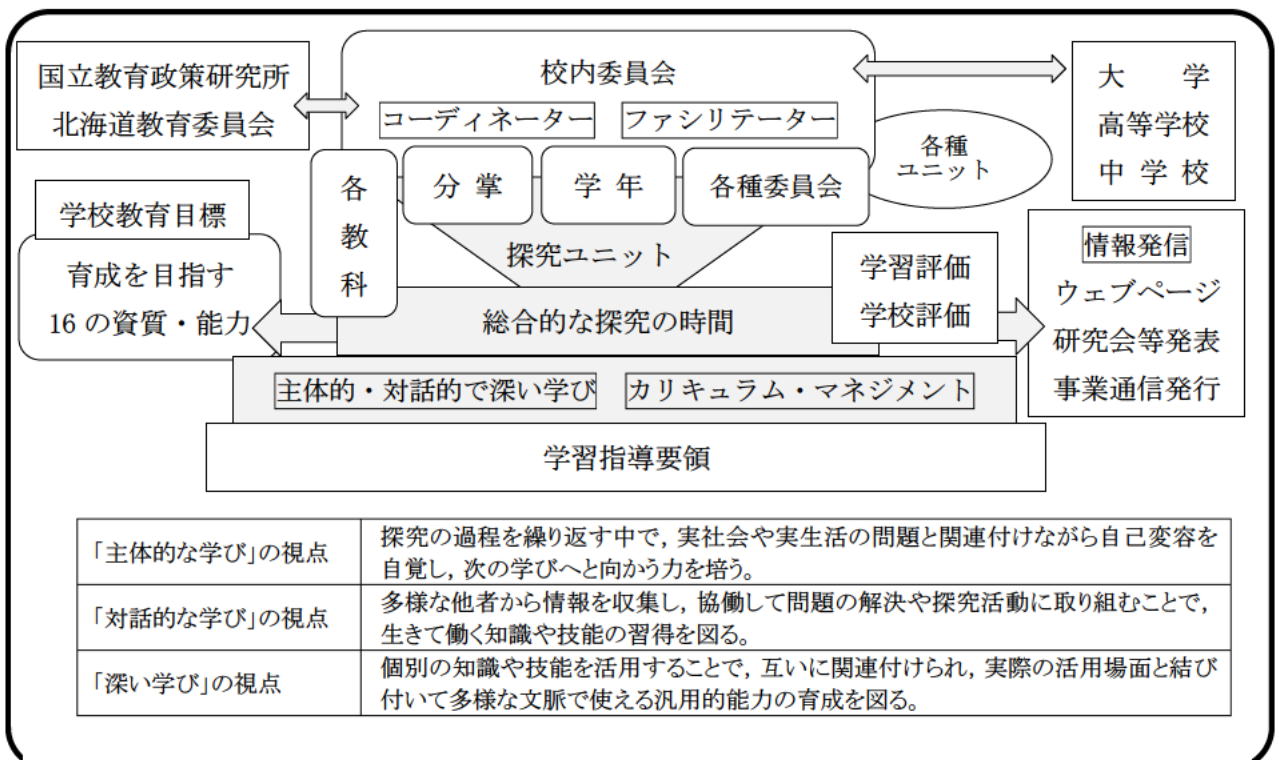 国立教育政策研究所
北海道教育委員会
校内委員会
コーディネーター ファシリテーター
大 学
高等学校
中 学 校
各種
ユニット
各教科
分 掌
学 年
各種委員会
学校教育目標
育成を目指す
16 の資質・能力
探究ユニット
総合的な探究の時間
学習評価
学校評価
情報発信
ウェブページ
研究会等発表
事業通信発行
主体的・対話的で深い学び カリキュラム・マネジメント
学習指導要領
「主体的な学び」の視点
探究の過程を繰り返す中で，実社会や実生活の問題と関連付けながら自己変容を
自覚し，次の学びへと向かう力を培う。
「対話的な学び」の視点
多様な他者から情報を収集し，協働して問題の解決や探究活動に取り組むことで，
生きて働く知識や技能の習得を図る。
「深い学び」の視点
個別の知識や技能を活用することで，互いに関連付けられ，実際の活用場面と結び
付いて多様な文脈で使える汎用的能力の育成を図る。